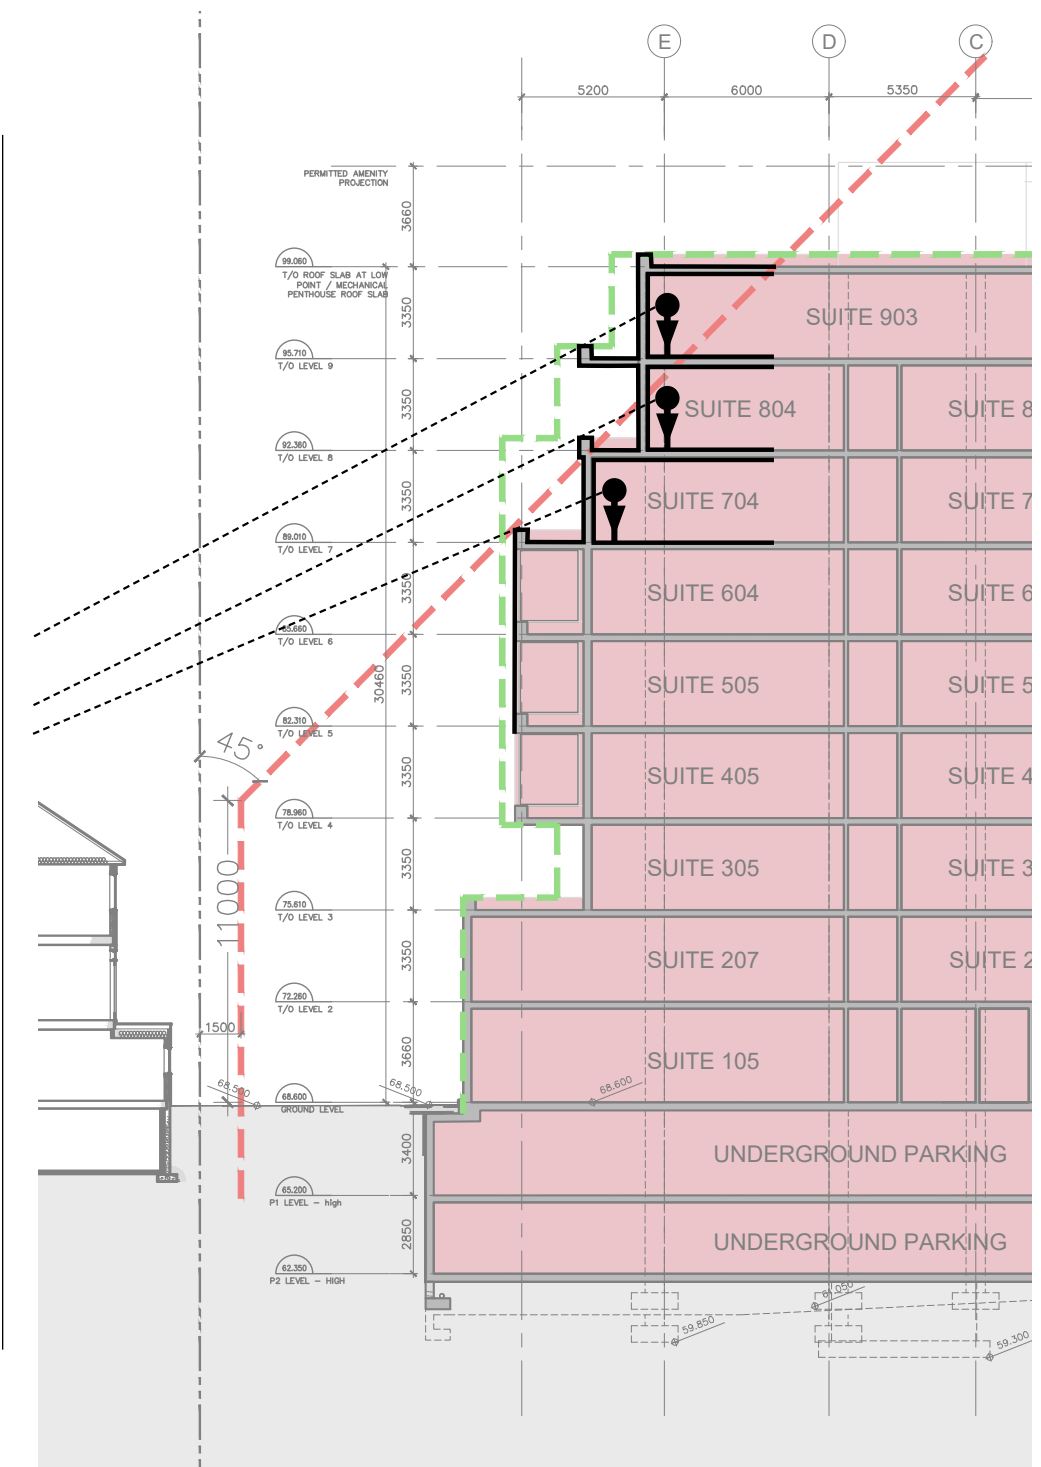 E D C
5200 6000 5350
PERMITTED AMENITY
PROJECTION
3660
99.060
T/O ROOF SLAB AT LOW
POINT / MECHANICAL
PENTHOUSE ROOF SLAB
3350
SUITE 903
95.710
T/O LEVEL 9
3350
SUITE 804 SUITE 8
92.360
T/O LEVEL 8
3350
SUITE 704 SUITE 7
89.010
T/O LEVEL 7
3350
SUITE 604 SUITE 6
85.660
T/O LEVEL 6
30460
3350
SUITE 505 SUITE 5
82.310
T/O LEVEL 5
45°
3350
SUITE 405 SUITE 4
78.960
T/O LEVEL 4
11000
3350
SUITE 305 SUITE 3
75.610
T/O LEVEL 3
3350
SUITE 207 SUITE 2
72.260
T/O LEVEL 2
1500
3660
SUITE 105
68.500 68.500 68.600
68.600
GROUND LEVEL
3400
UNDERGROUND PARKING
65.200
P1 LEVEL - high
2850
UNDERGROUND PARKING
62.350
P2 LEVEL - HIGH
59.850
59.300